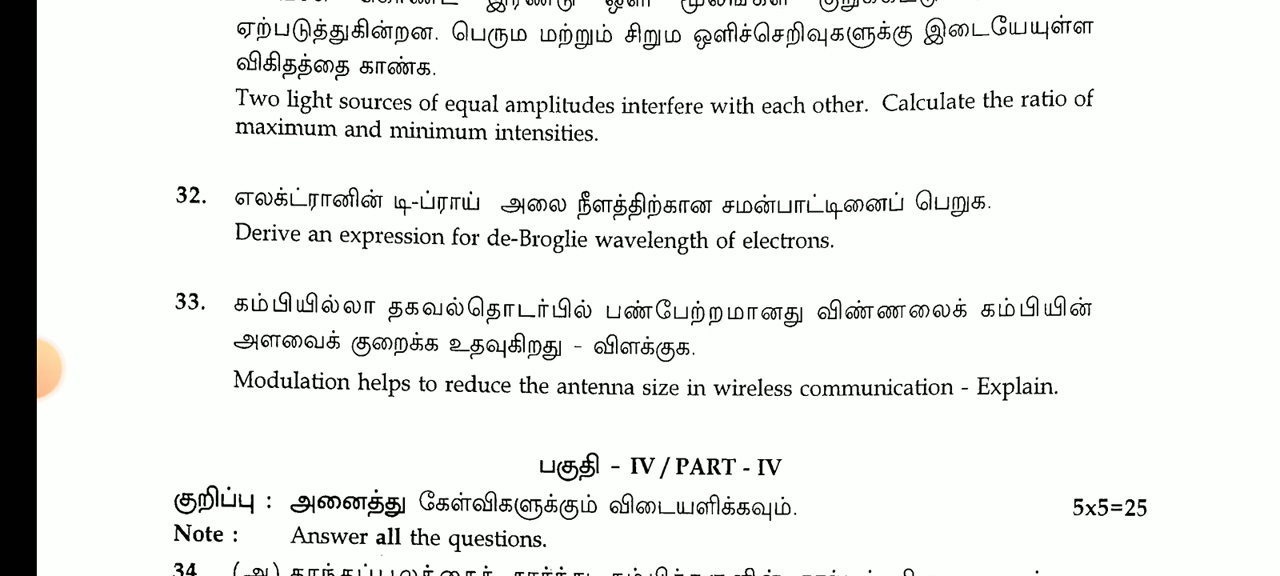 ஏற்படுத்துகின்றன. பெரும மற்றும் சிறும ஒளிச்செறிவுகளுக்கு இடையேயுள்ள
விகிதத்தை காண்க.
Two light sources of equal amplitudes interfere with each other. Calculate the ratio of
maximum and minimum intensities.
32. எலக்ட்ரானின் டி-ப்ராய் அலை நீளத்திற்கான சமன்பாட்டினைப் பெறுக.
Derive an expression for de-Broglie wavelength of electrons.
33. கம்பியில்லா தகவல்தொடர்பில் பண்பேற்றமானது விண்ணலைக் கம்பியின்
அளவைக் குறைக்க உதவுகிறது - விளக்குக.
Modulation helps to reduce the antenna size in wireless communication - Explain.
பகுதி - IV / PART - IV
குறிப்பு : அனைத்து கேள்விகளுக்கும் விடையளிக்கவும். 5x5=25
Note : Answer all the questions.
34 (அ)